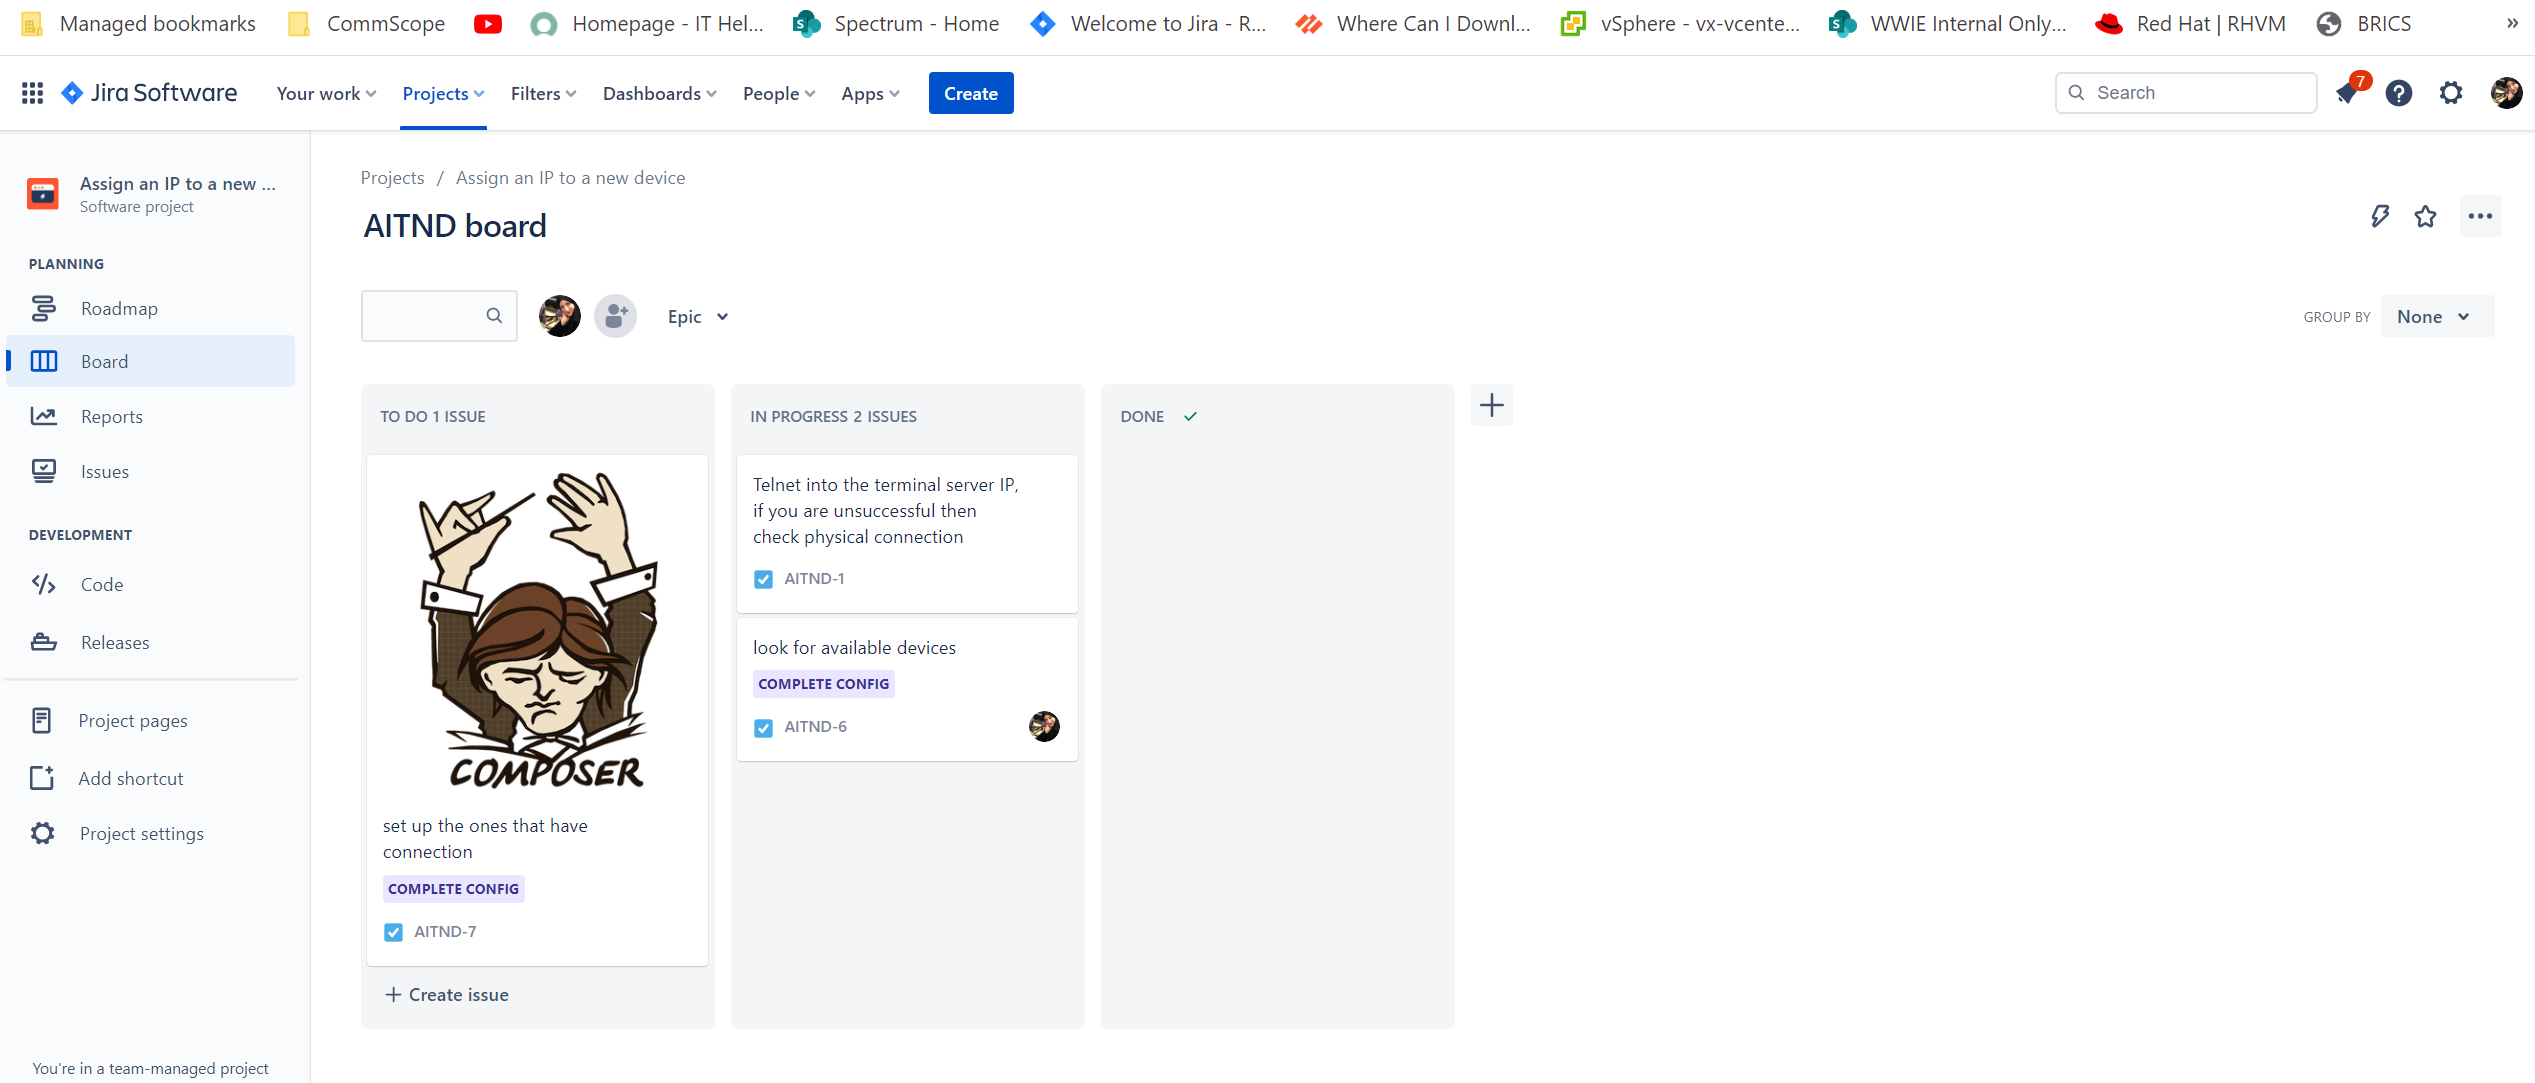 Managed bookmarks
CommScope
Homepage - IT Hel...
Spectrum - Home
Welcome to Jira - R...
Where Can I Downl...
vSphere - vx-vcente...
WWIE Internal Only...
Red Hat | RHVM
BRICS
»
Jira Software
Your work
Projects
Filters
Dashboards
People
Apps
Create
Search
7
Assign an IP to a new ...
Software project
PLANNING
Roadmap
Board
Reports
Issues
DEVELOPMENT
Code
Releases
Project pages
Add shortcut
Project settings
You're in a team-managed project
Projects / Assign an IP to a new device
AITND board
Epic
GROUP BY
None
TO DO 1 ISSUE
COMPOSER
set up the ones that have
connection
COMPLETE CONFIG
AITND-7
+ Create issue
IN PROGRESS 2 ISSUES
Telnet into the terminal server IP,
if you are unsuccessful then
check physical connection
AITND-1
look for available devices
COMPLETE CONFIG
AITND-6
DONE